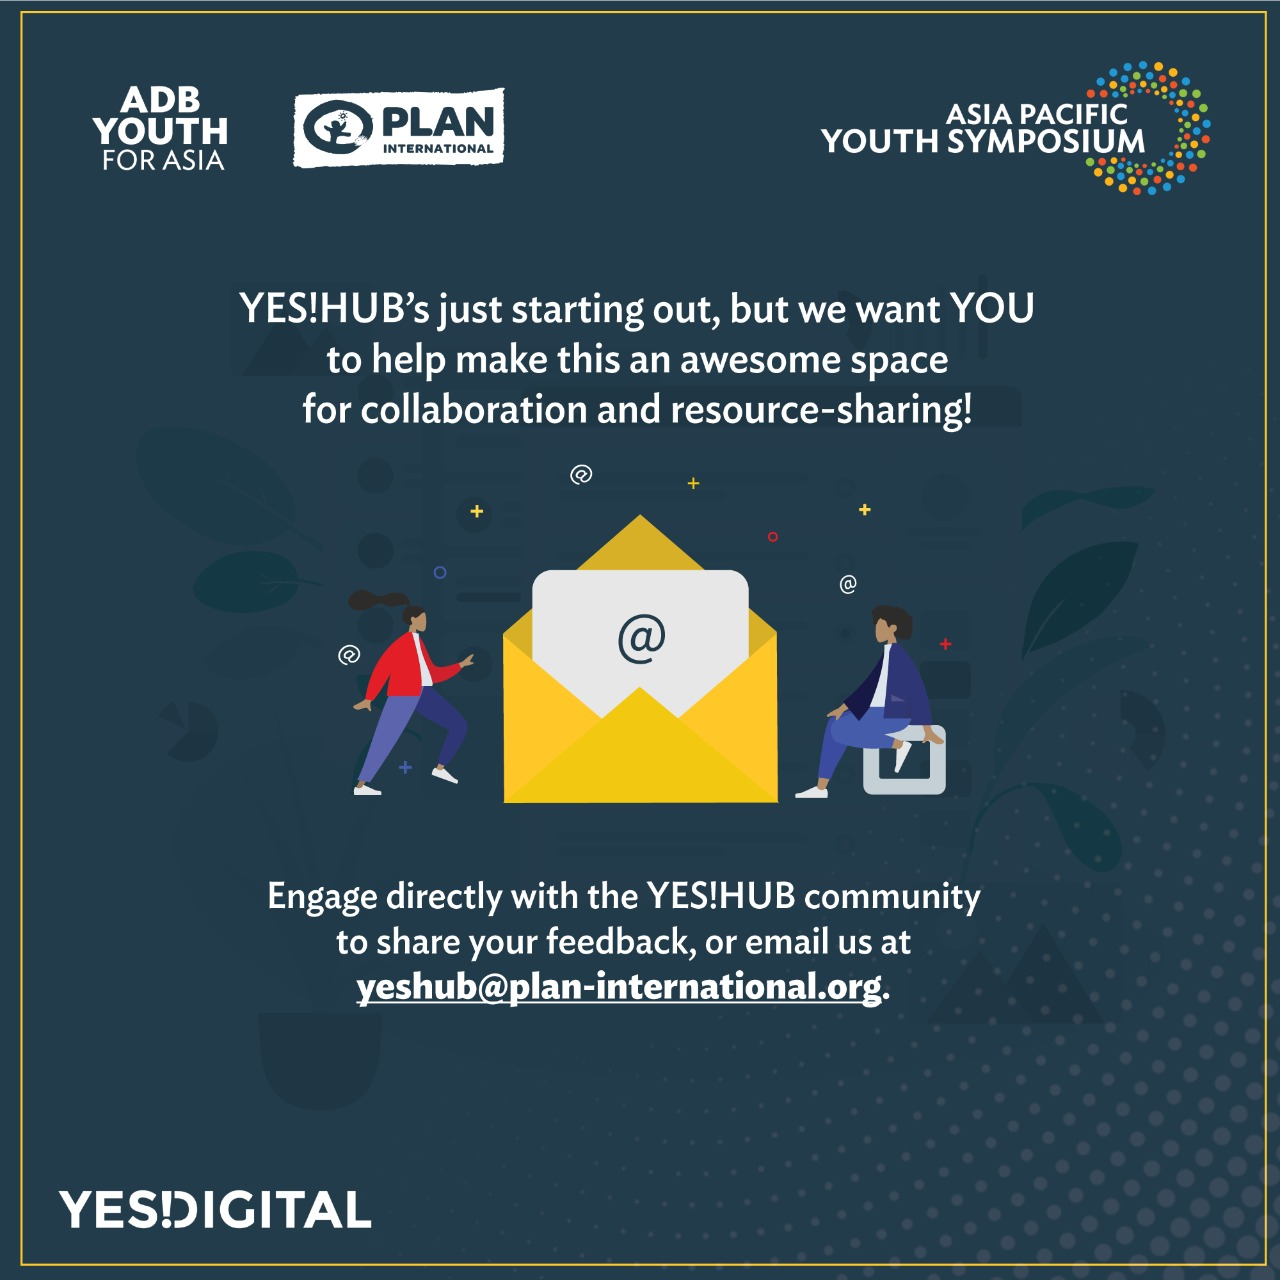 ADB
YOUTH
FOR ASIA
PLAN
INTERNATIONAL
ASIA PACIFIC
YOUTH SYMPOSIUM
YES!HUB’s just starting out, but we want YOU
to help make this an awesome space
for collaboration and resource-sharing!
@
@
@
@
Engage directly with the YES!HUB community
to share your feedback, or email us at
yeshub@plan-international.org.
YES!DIGITAL